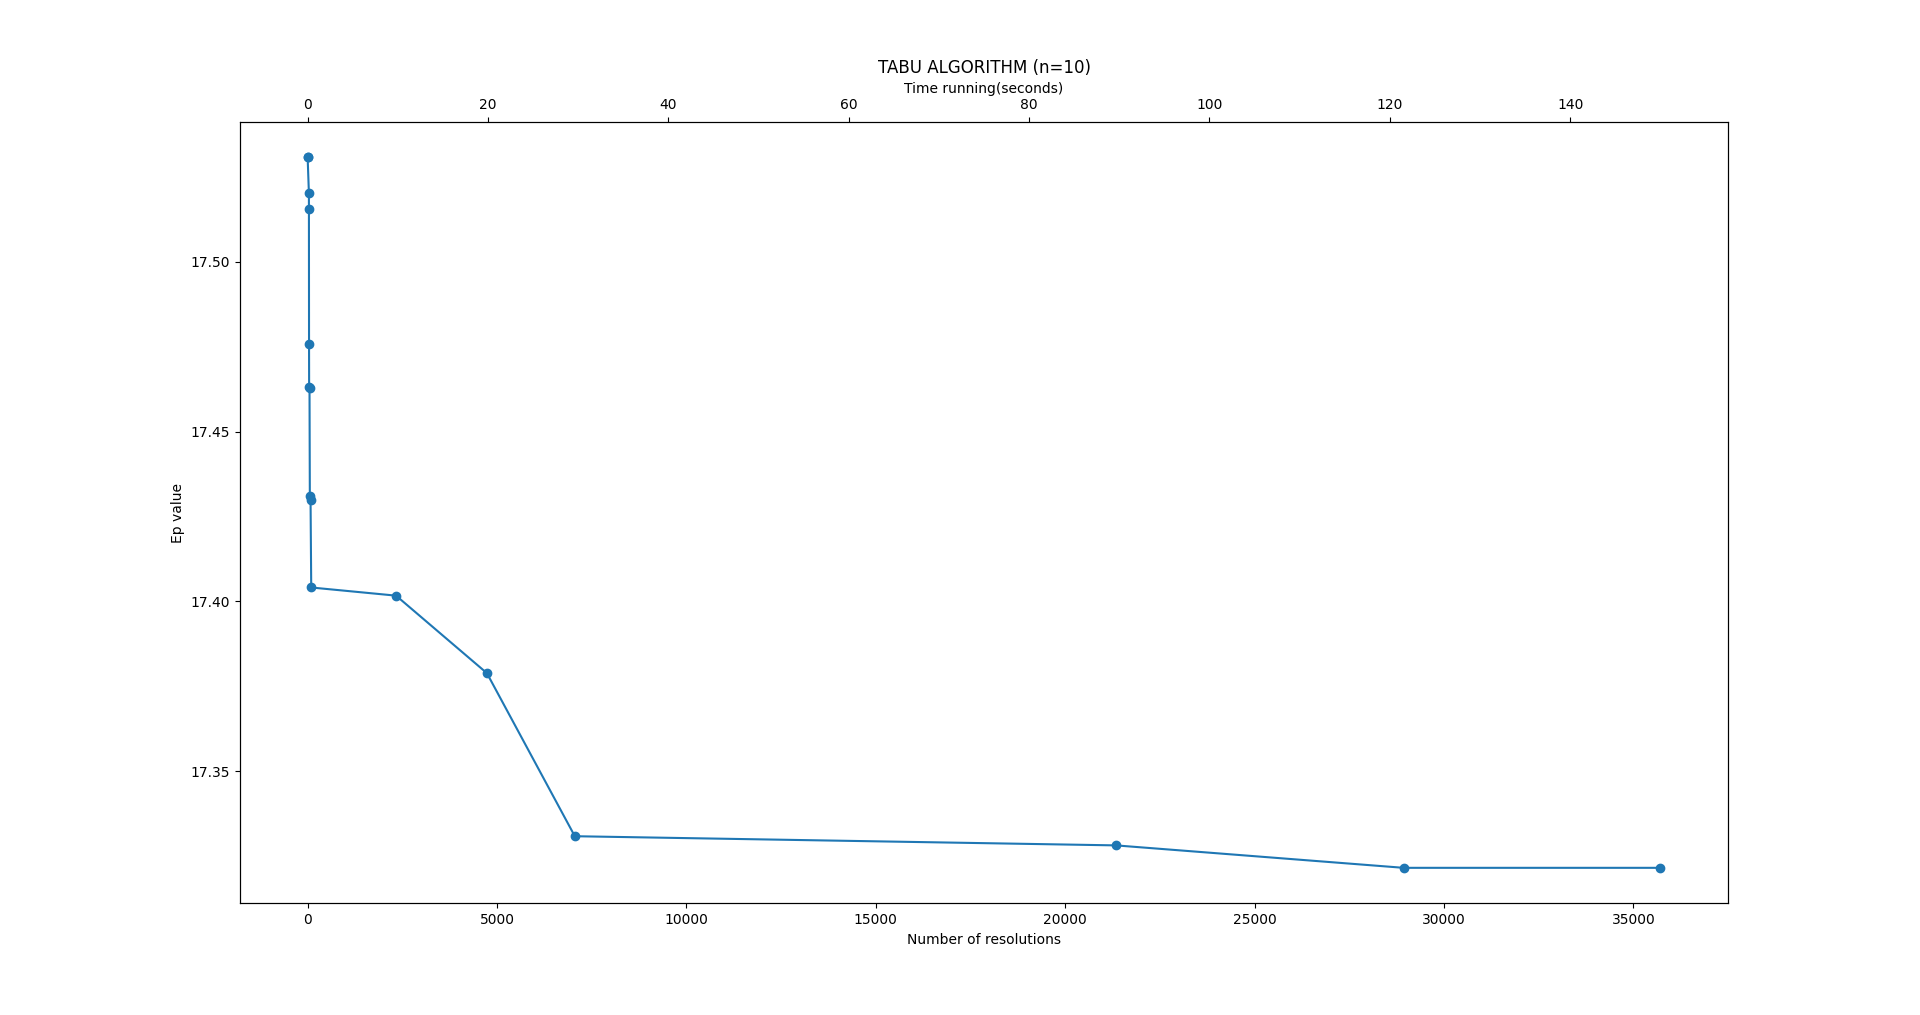 TABU ALGORITHM (n=10)
Time running(seconds)
0 20 40 60 80 100 120 140
17.50
17.45
17.40
17.35
Ep value
0 5000 10000 15000 20000 25000 30000 35000
Number of resolutions